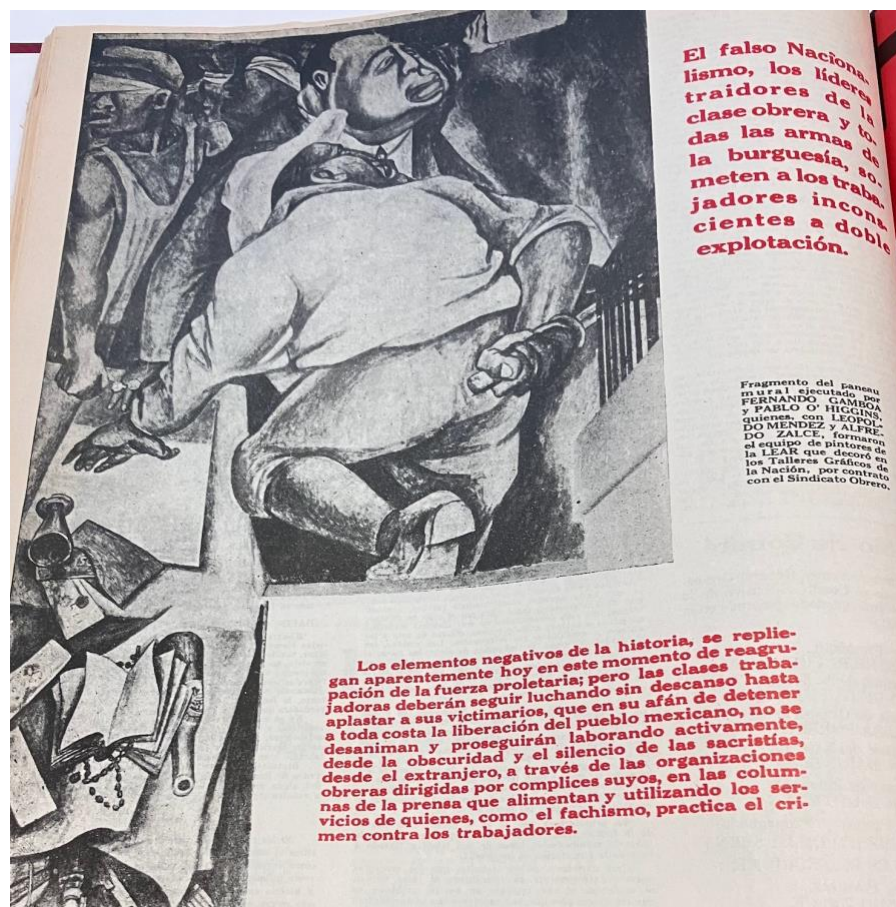 El falso Naciona-
lismo, los líderes
traidores de la
clase obrera y to-
das las armas de
la burguesía, so-
meten a los traba-
jadores incons-
cientes a doble
explotación.
Fragmento del paneau
mural ejecutado por
FERNANDO GAMBOA
y PABLO O' HIGGINS,
quienes, con LEOPOL-
DO MENDEZ y ALFRE-
DO ZALCE, formaron
el equipo de pintores de
la LEAR que decoró en
los Talleres Gráficos de
la Nación, por contrato
con el Sindicato Obrero.
Los elementos negativos de la historia, se replie-
gan aparentemente hoy en este momento de reagru-
pación de la fuerza proletaria; pero las clases traba-
jadoras deberán seguir luchando sin descanso hasta
aplastar a sus victimarios, que en su afán de detener
a toda costa la liberación del pueblo mexicano, no se
desaniman y proseguirán laborando activamente,
desde la obscuridad y el silencio de las sacristías,
desde el extranjero, a través de las organizaciones
obreras dirigidas por complices suyos, en las colum-
nas de la prensa que alimentan y utilizando los ser-
vicios de quienes, como el fachismo, practica el cri-
men contra los trabajadores.